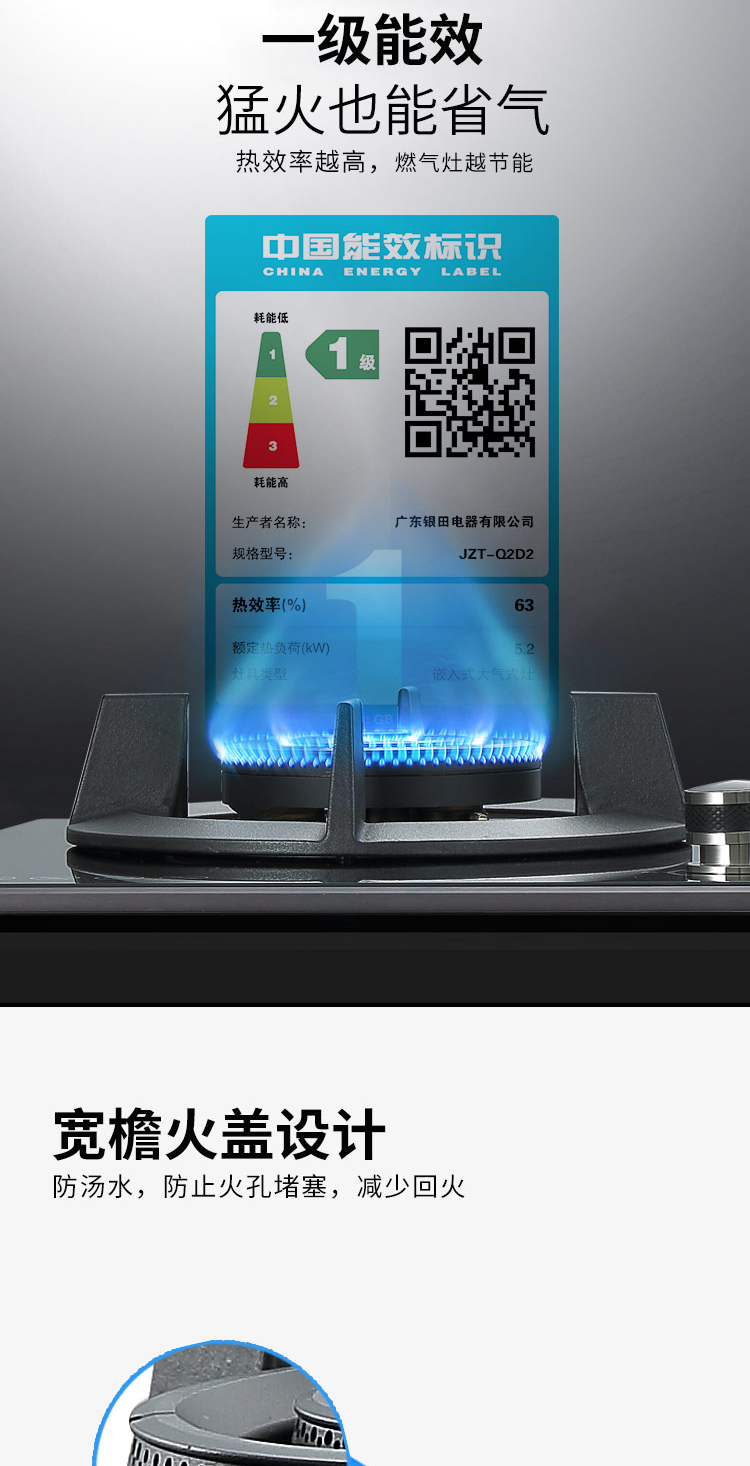 一级能效
猛火也能省气
热效率越高，燃气灶越节能
中国能效标识
CHINA ENERGY LABEL
耗能低
1
1级
2
3
耗能高
生产者名称：
广东银田电器有限公司
规格型号：
JZT-Q2D2
1
热效率(%)
63
额定热负荷(kW)
5.2
灶具类型
嵌入式大气式灶
GB
宽檐火盖设计
防汤水，防止火孔堵塞，减少回火